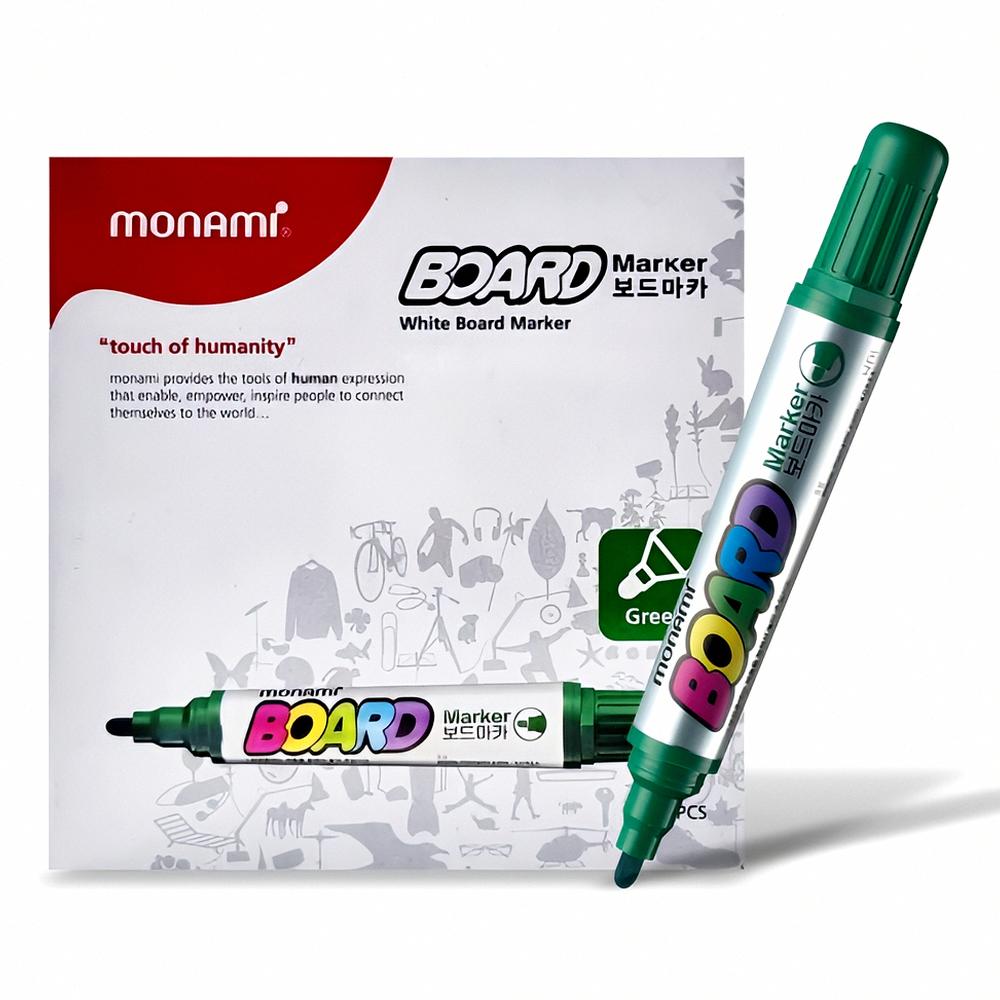 monami
BOARD Marker
보드마카
White Board Marker
“touch of humanity”
monami provides the tools of human expression
that enable, empower, inspire people to connect
themselves to the world...
Gree
monami
BOARD Marker
보드마카
PCS
monami
BOARD Marker
보드마카